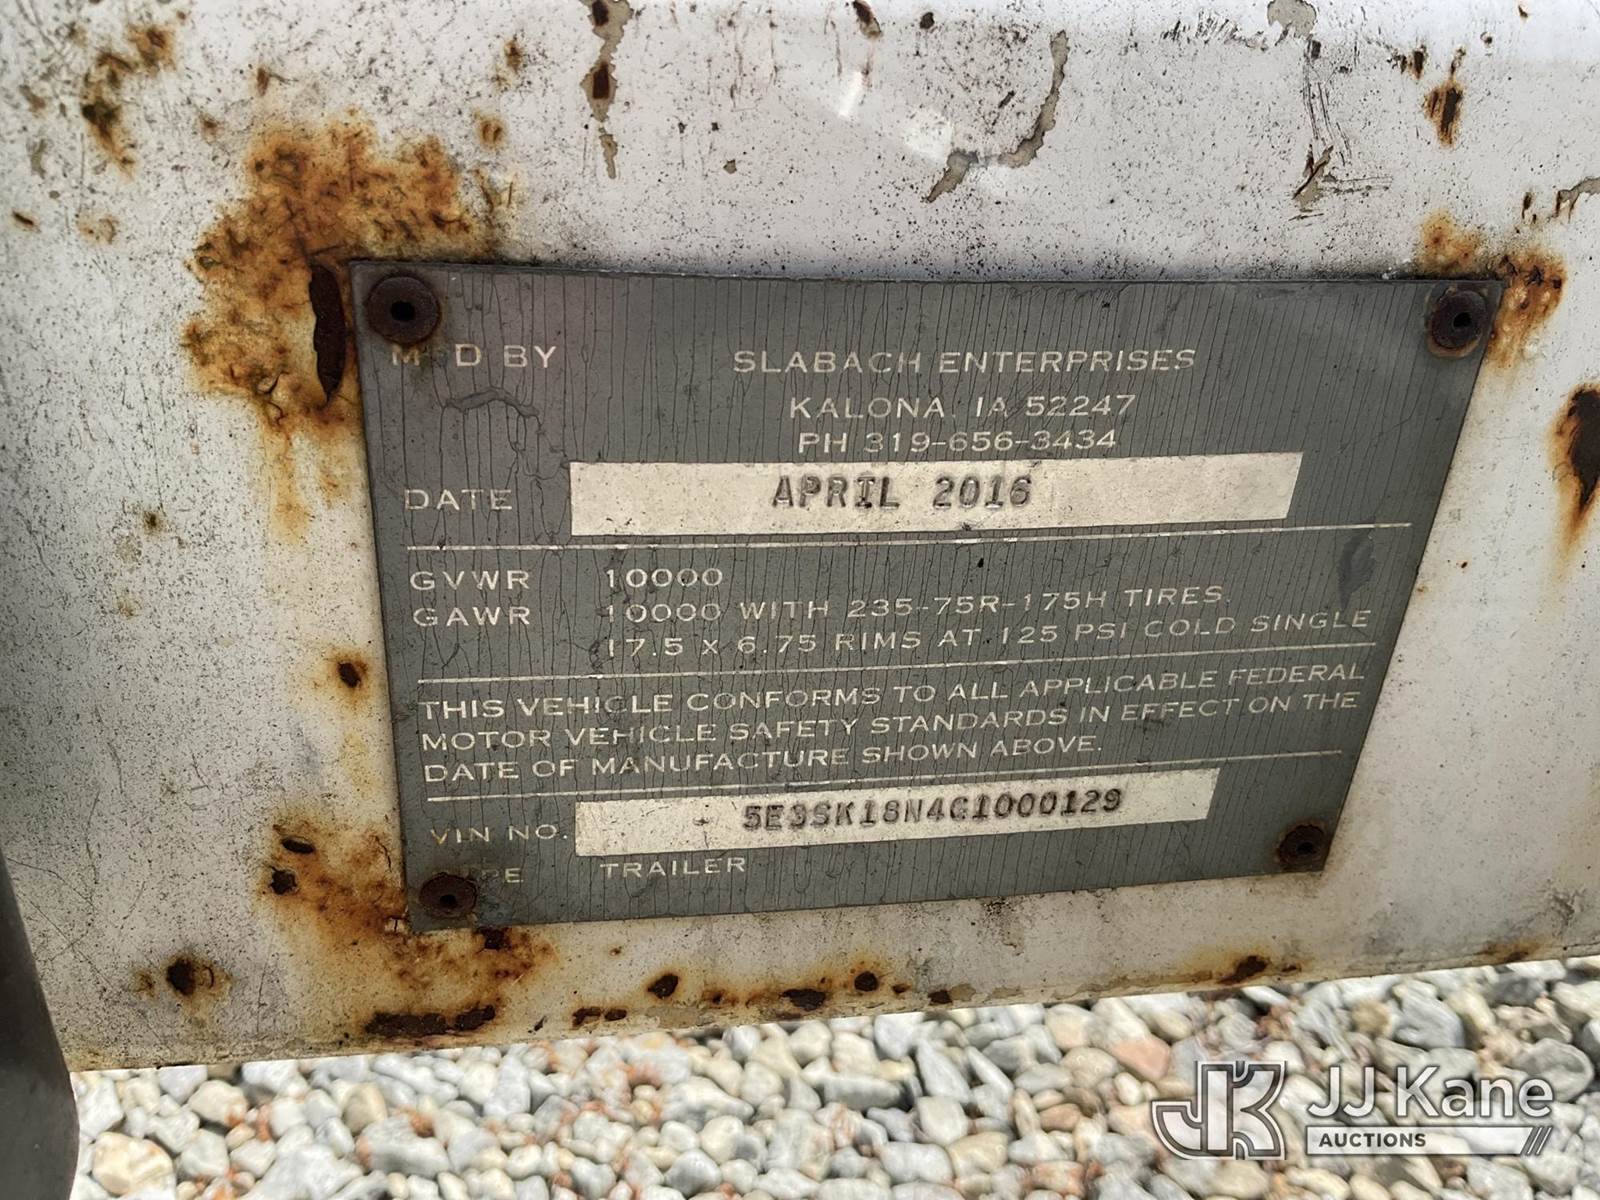 MFD BY SLABACH ENTERPRISES
KALONA, IA 52247
PH 319-656-3434
DATE APRIL 2016
GVWR 10000
GAWR 10000 WITH 235-75R-175H TIRES.
17.5 X 6.75 RIMS AT 125 PSI COLD SINGLE
THIS VEHICLE CONFORMS TO ALL APPLICABLE FEDERAL
MOTOR VEHICLE SAFETY STANDARDS IN EFFECT ON THE
DATE OF MANUFACTURE SHOWN ABOVE.
VIN NO. 5E3SK18N4G1000129
TRAILER
JK JJ Kane
AUCTIONS